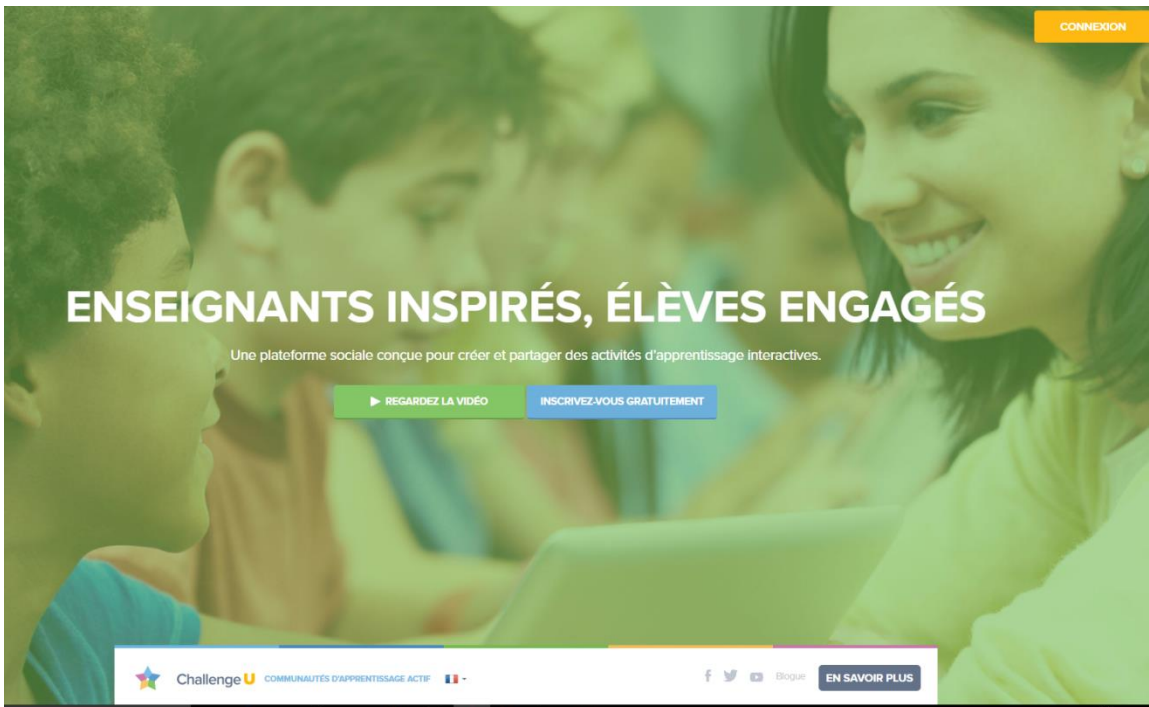 CONNEXION
ENSEIGNANTS INSPIRÉS, ÉLÈVES ENGAGÉS
Une plateforme sociale conçue pour créer et partager des activités d'apprentissage interactives.
REGARDEZ LA VIDÉO
INSCRIVEZ-VOUS GRATUITEMENT
Challenge U COMMUNAUTÉS D'APPRENTISSAGE ACTIF Blogue EN SAVOIR PLUS